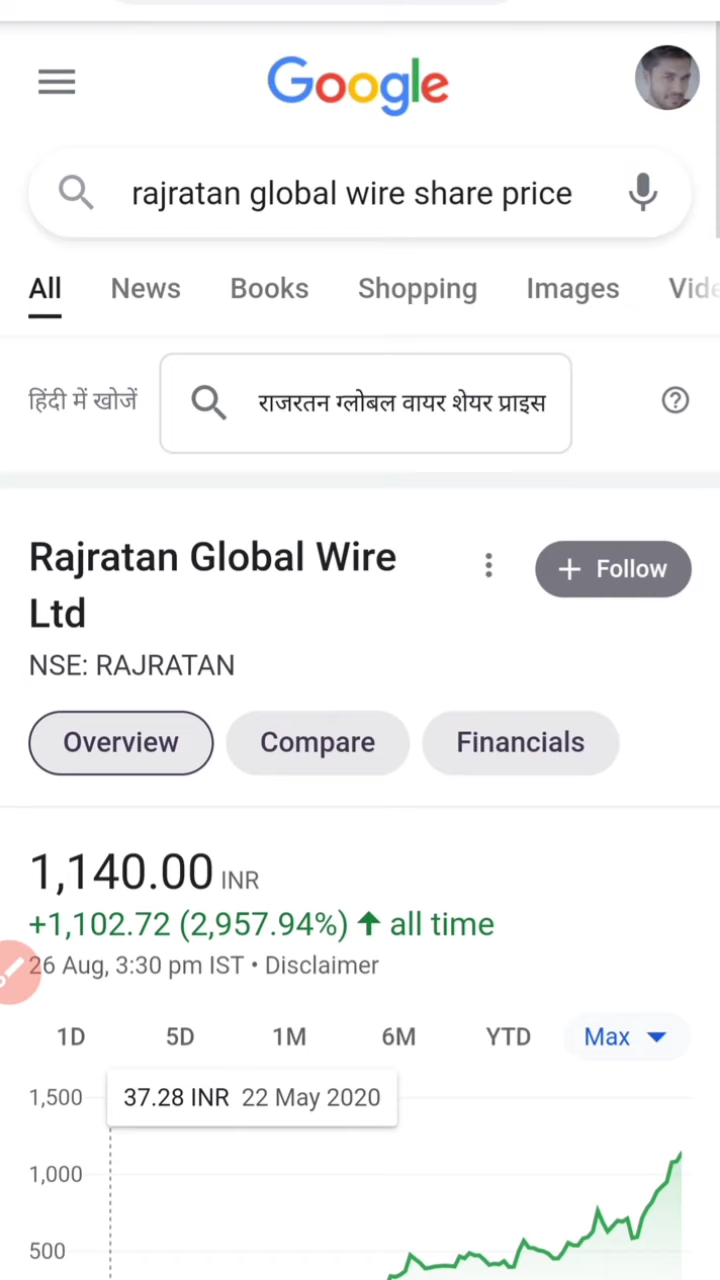 Google
rajratan global wire share price
All News Books Shopping Images Vide
हिंदी में खोजें राजरतन ग्लोबल वायर शेयर प्राइस ?
Rajratan Global Wire
Ltd
+ Follow
NSE: RAJRATAN
Overview Compare Financials
1,140.00 INR
+1,102.72 (2,957.94%) ↑ all time
26 Aug, 3:30 pm IST • Disclaimer
1D 5D 1M 6M YTD Max
1,500
37.28 INR 22 May 2020
1,000
500